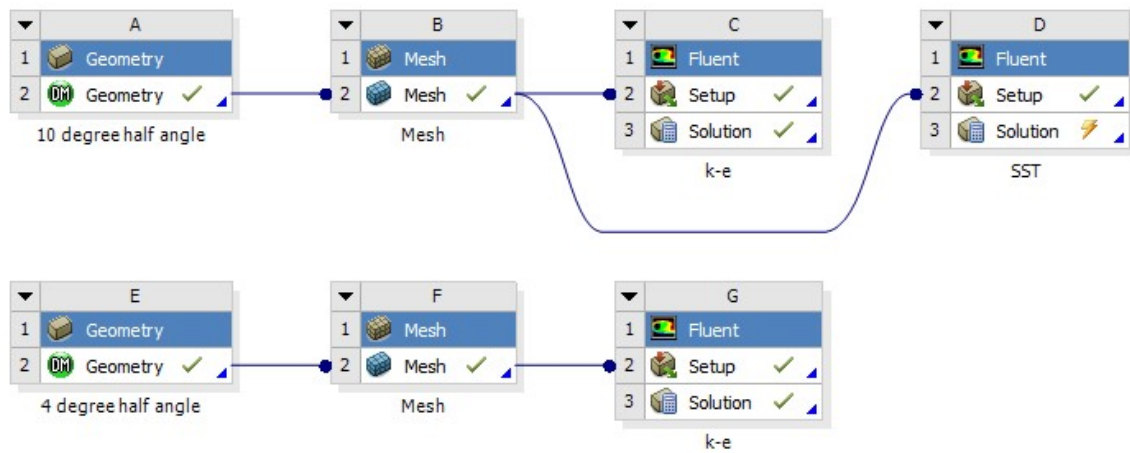 A
1 Geometry
2 DM Geometry
10 degree half angle
B
1 Mesh
2 Mesh
Mesh
C
1 Fluent
2 Setup
3 Solution
k-e
D
1 Fluent
2 Setup
3 Solution
SST
E
1 Geometry
2 DM Geometry
4 degree half angle
F
1 Mesh
2 Mesh
Mesh
G
1 Fluent
2 Setup
3 Solution
k-e